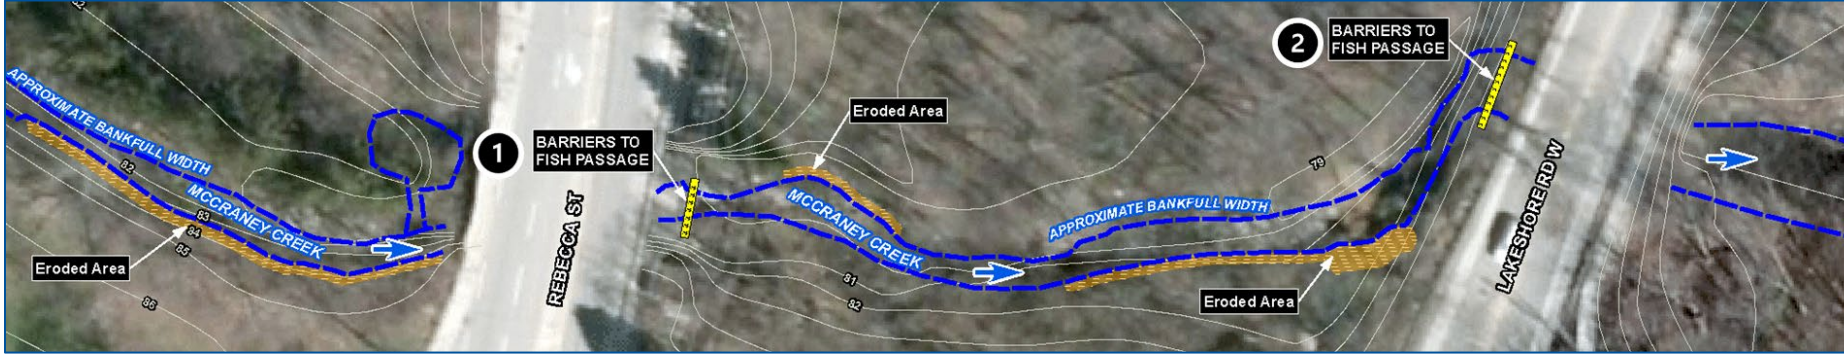 APPROXIMATE BANKFULL WIDTH
MCCRANEY CREEK
82
83
84
85
86
Eroded Area
1
BARRIERS TO
FISH PASSAGE
REBECCA ST
Eroded Area
MCCRANEY CREEK
81
82
APPROXIMATE BANKFULL WIDTH
79
Eroded Area
2
BARRIERS TO
FISH PASSAGE
LAKESHORE RD W